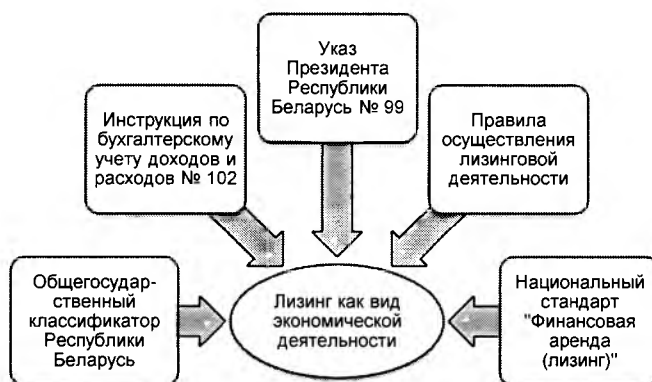 Указ
Президента
Республики
Беларусь № 99
Инструкция по
бухгалтерскому
учету доходов и
расходов № 102
Правила
осуществления
лизинговой
деятельности
Общегосудар-
ственный
классификатор
Республики
Беларусь
Лизинг как вид
экономической
деятельности
Национальный
стандарт
"Финансовая
аренда
(лизинг)"